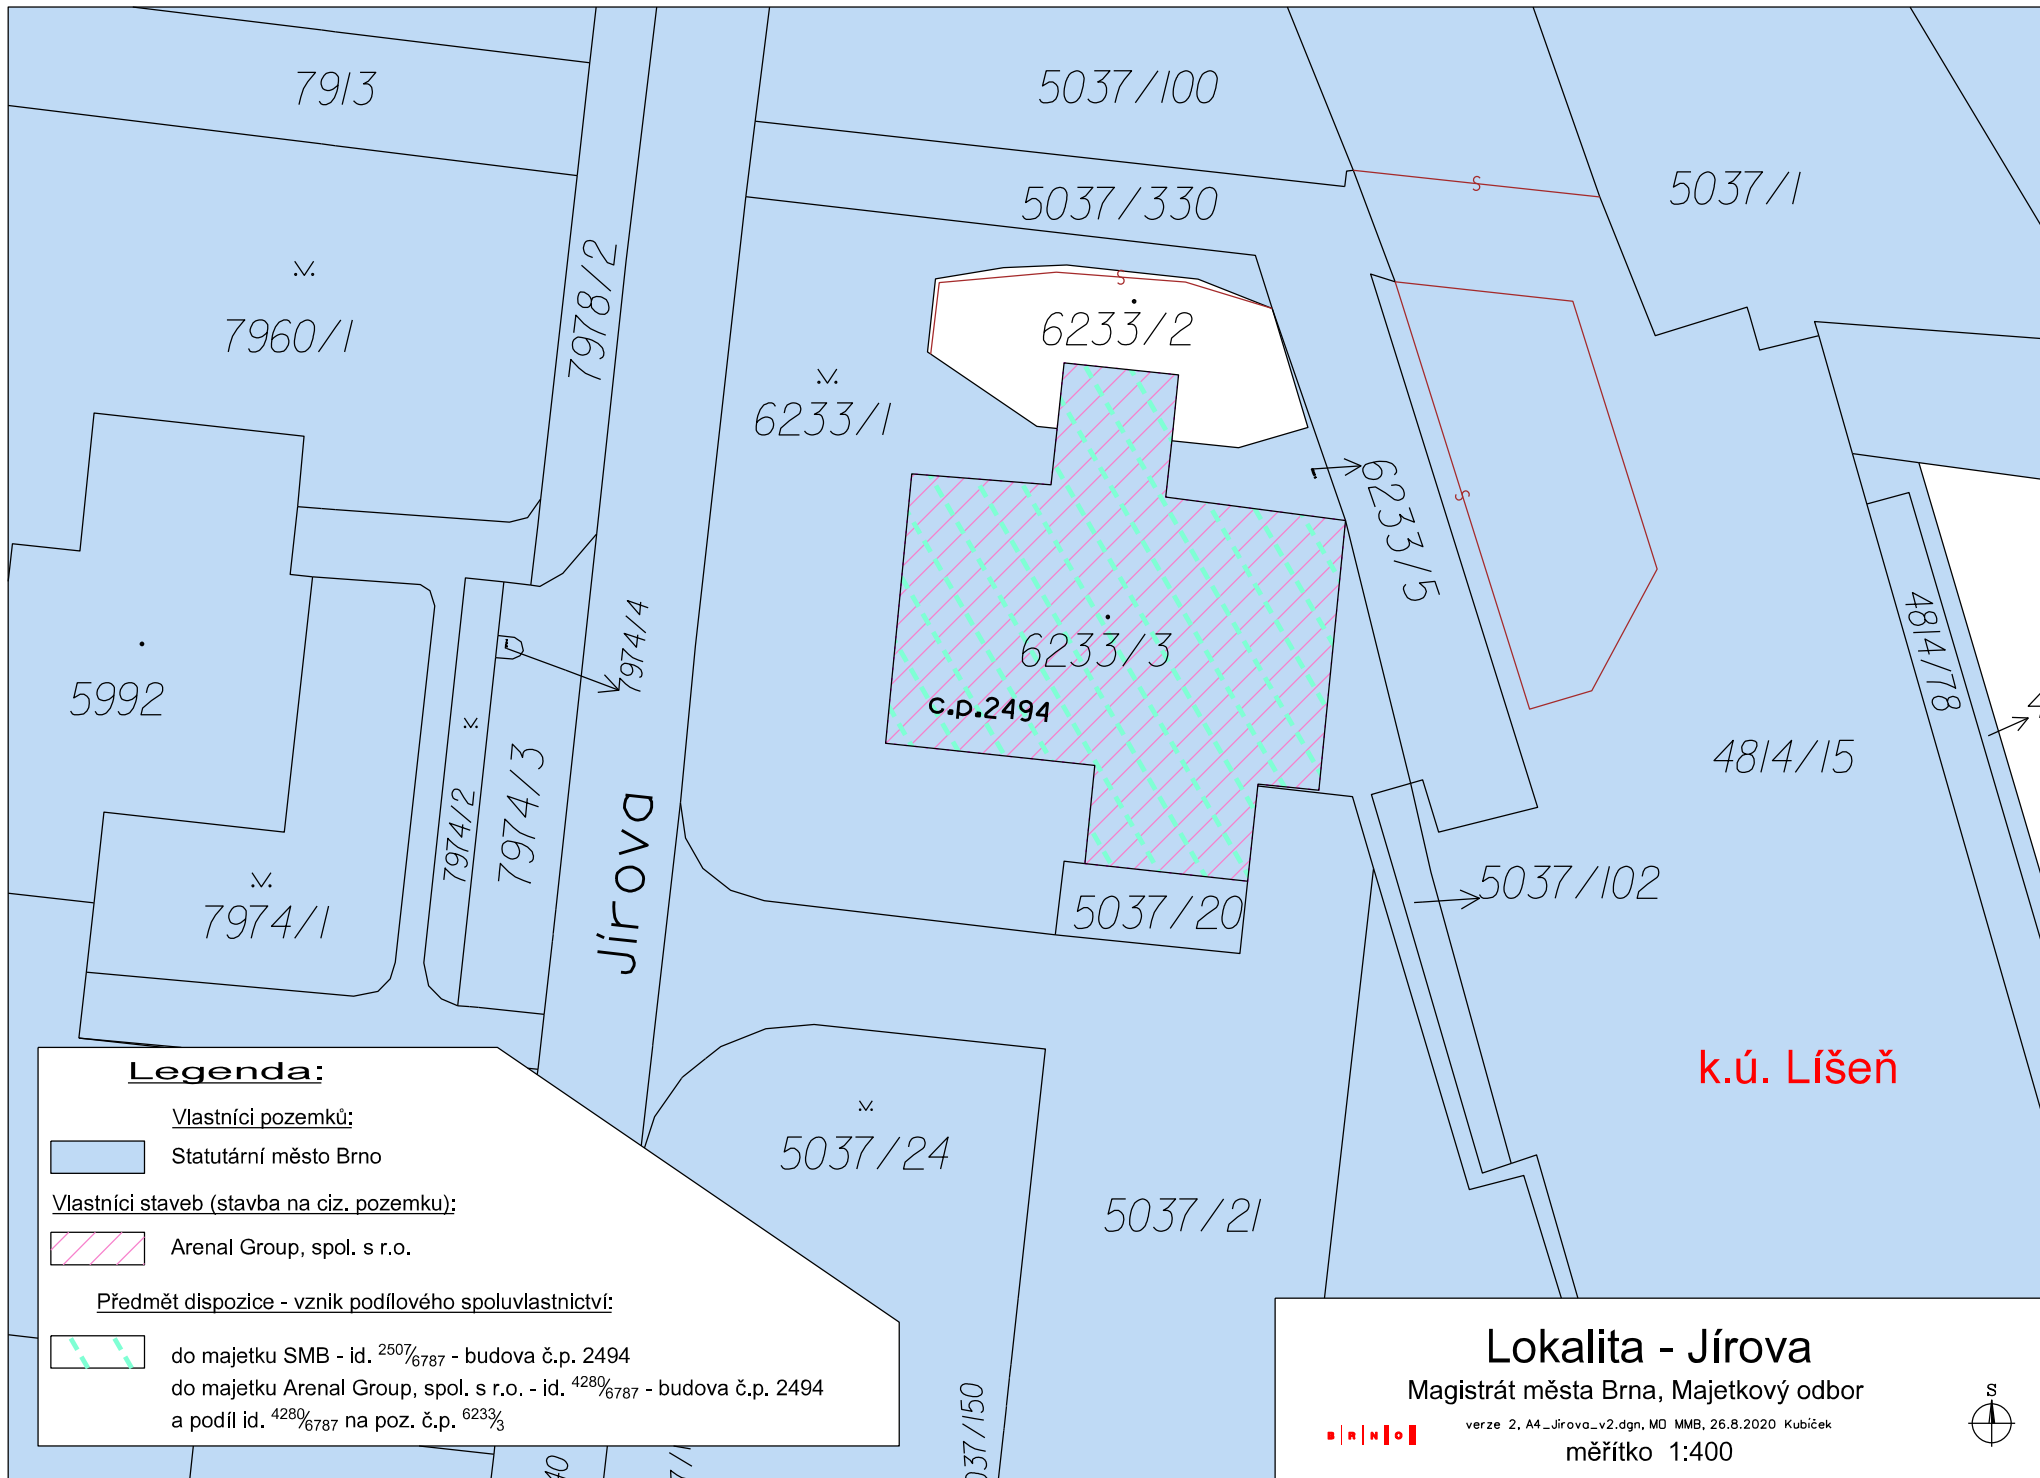 7913
5037/100
5037/1
5037/330
7978/2
7960/1
6233/2
6233/1
6233/5
7974/4
4814/78
5992
6233/3
č.p.2494
4814/15
7974/2
7974/3
Jírova
5037/102
7974/1
5037/20
k.ú. Líšeň
5037/24
5037/21
Legenda:
Vlastníci pozemků:
Statutární město Brno
Vlastníci staveb (stavba na ciz. pozemku):
Arenal Group, spol. s r.o.
Předmět dispozice - vznik podílového spoluvlastnictví:
do majetku SMB - id. 2507/6787 - budova č.p. 2494
do majetku Arenal Group, spol. s r.o. - id. 4280/6787 - budova č.p. 2494
a podíl id. 4280/6787 na poz. č.p. 6233/3
037/150
40
Lokalita - Jírova
Magistrát města Brna, Majetkový odbor
verze 2, A4_Jirova_v2.dgn, MO MMB, 26.8.2020 Kubíček
B R N O
měřítko 1:400
S